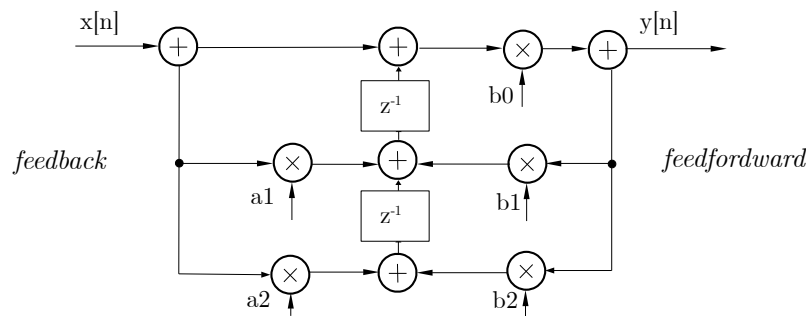 x[n]
y[n]
b0
z-1
feedback
feedfordward
a1
b1
z-1
a2
b2